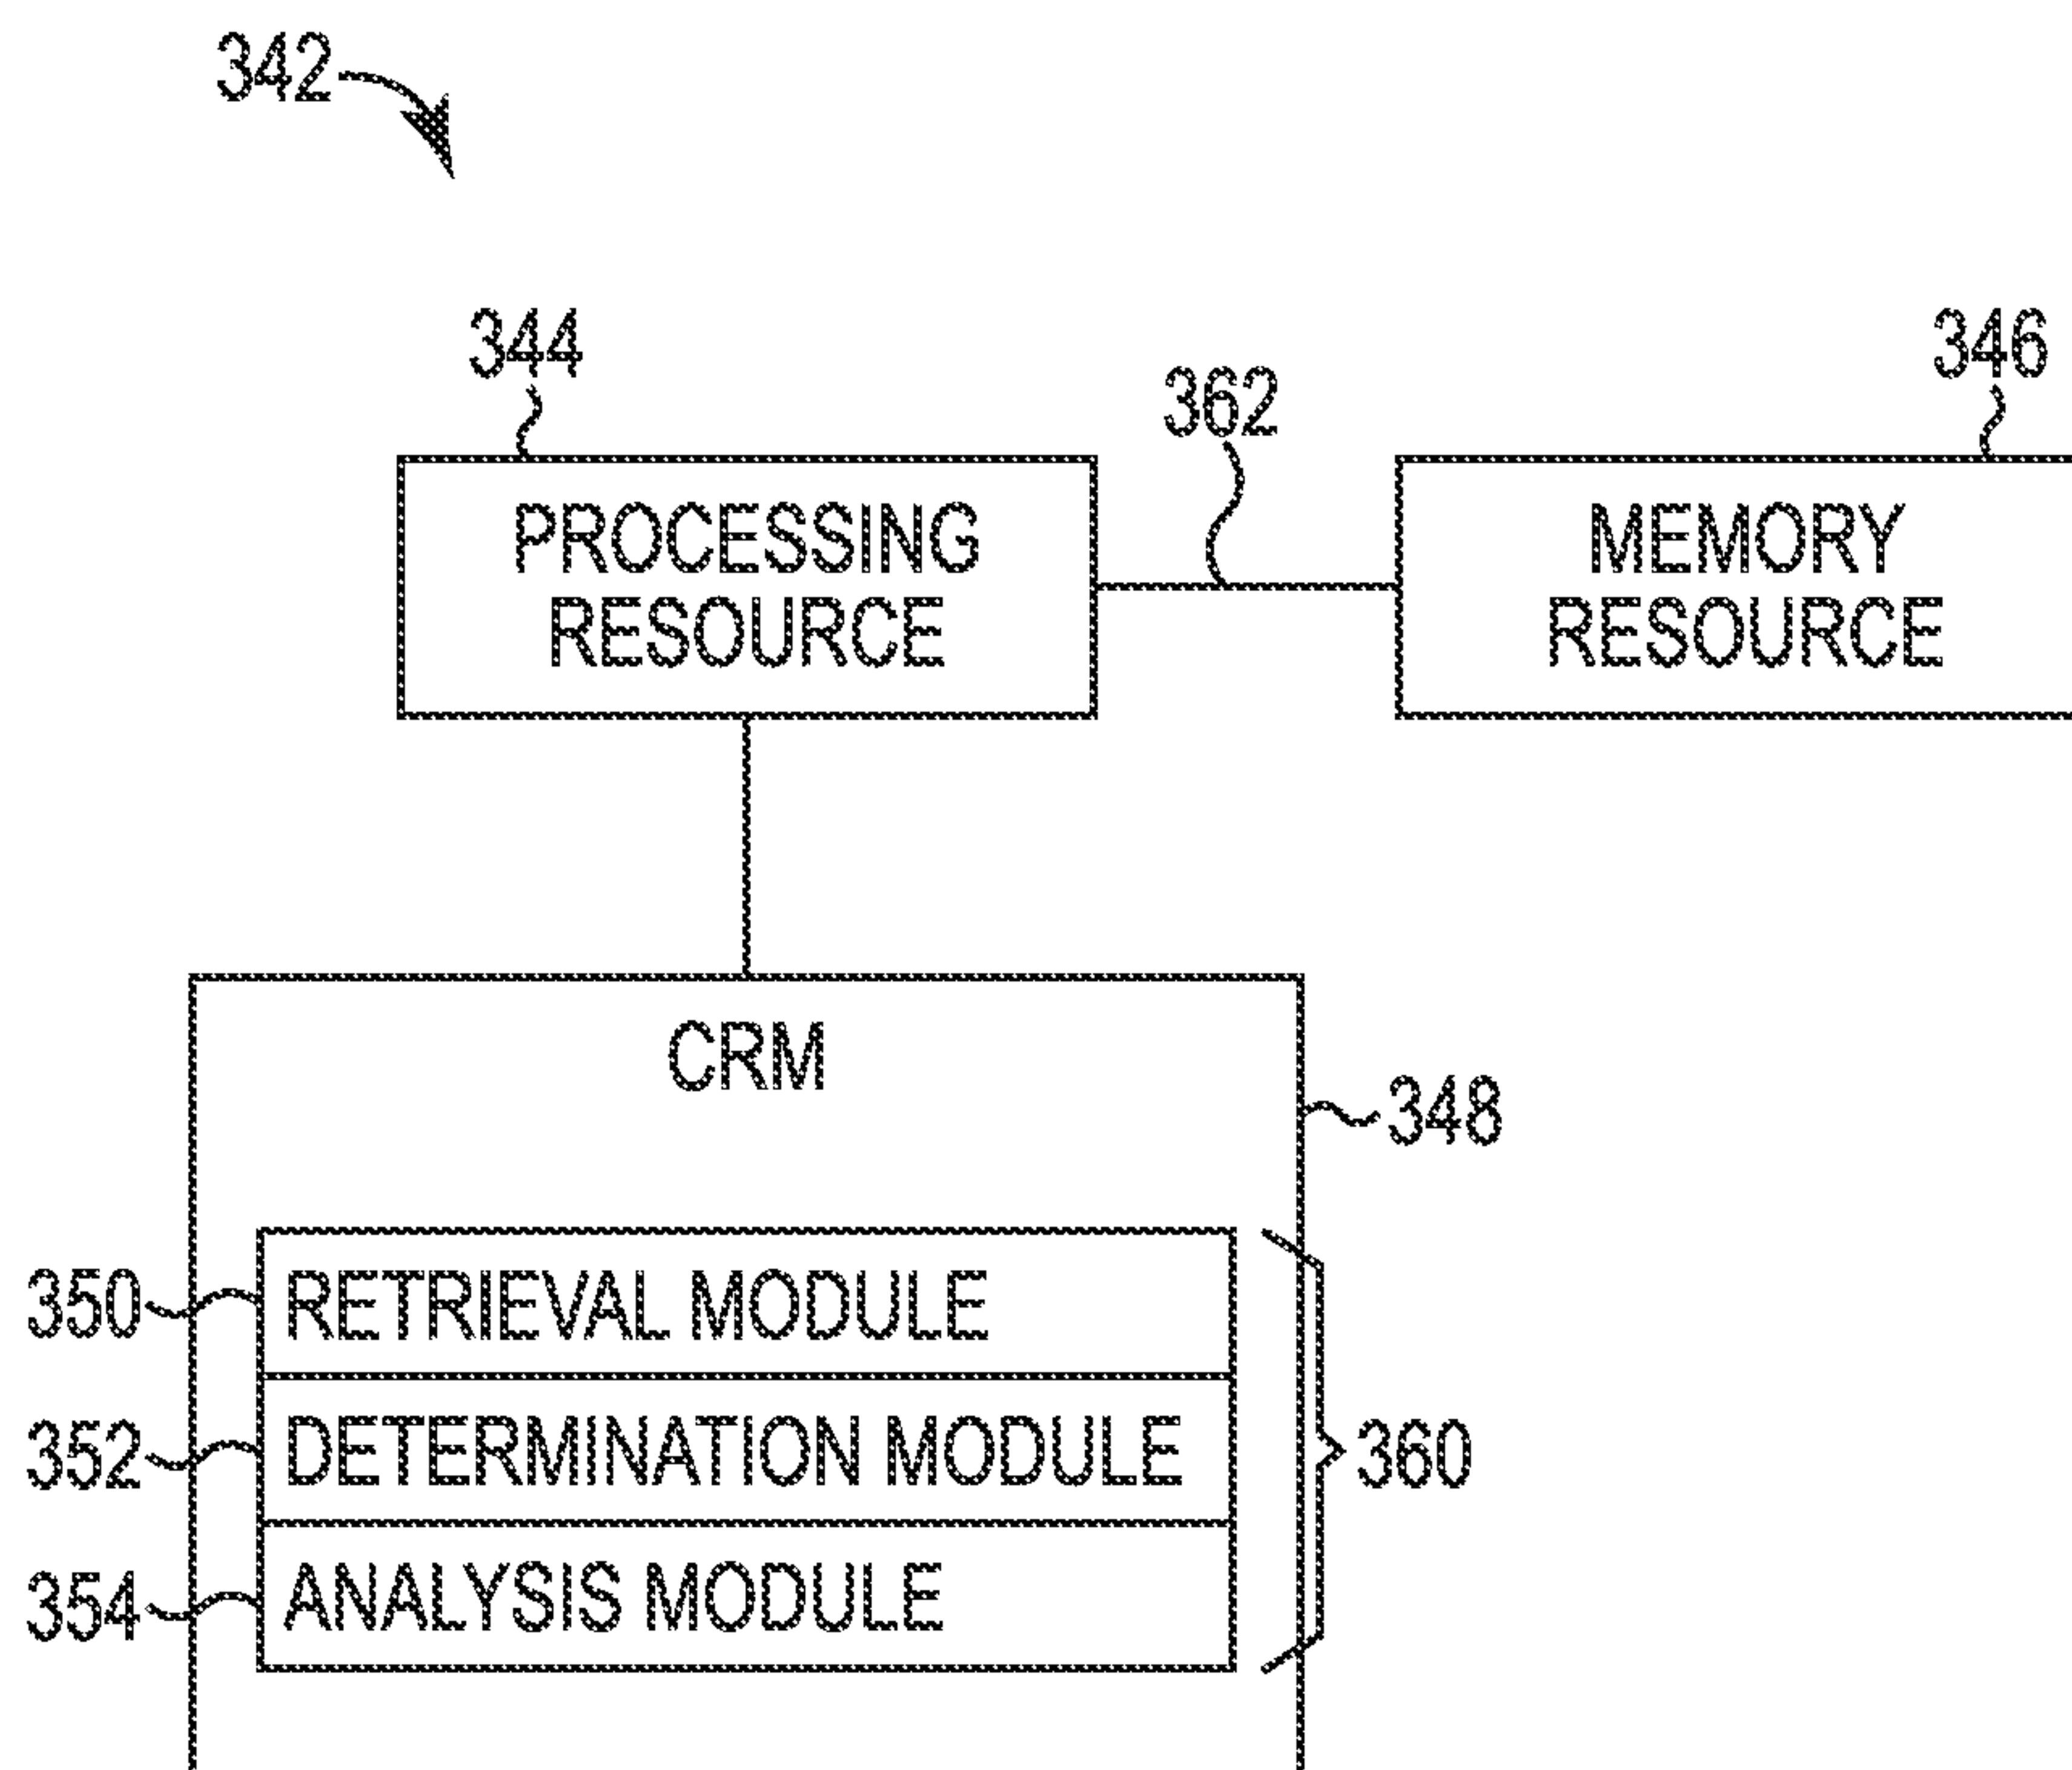 342
344
362
346
PROCESSING
RESOURCE
MEMORY
RESOURCE
CRM
348
350
RETRIEVAL MODULE
352
DETERMINATION MODULE
360
354
ANALYSIS MODULE